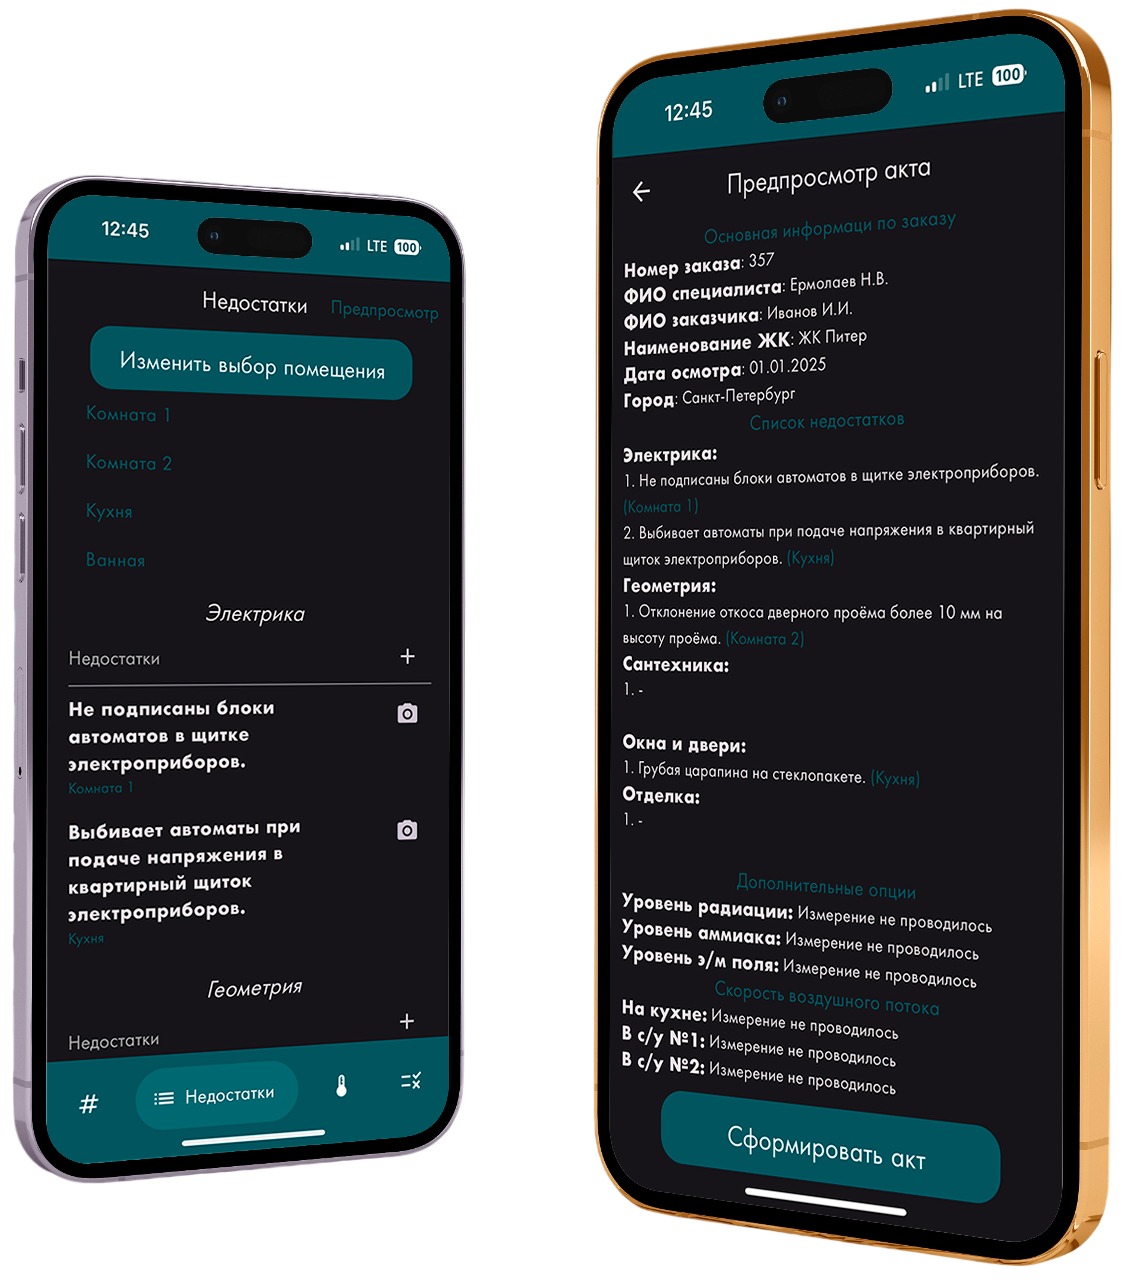 12:45
LTE 100
Недостатки
Предпросмотр
Изменить выбор помещения
Комната 1
Комната 2
Кухня
Ванная
Электрика
Недостатки +
Не подписаны блоки
автоматов в щитке
электроприборов.
Комната 1
Выбивает автоматы при
подаче напряжения в
квартирный щиток
электроприборов.
Кухня
Геометрия
Недостатки +
# Недостатки
12:45
LTE 100
Предпросмотр акта
Основная информаци по заказу
Номер заказа: 357
ФИО специалиста: Ермолаев Н.В.
ФИО заказчика: Иванов И.И.
Наименование ЖК: ЖК Питер
Дата осмотра: 01.01.2025
Город: Санкт-Петербург
Список недостатков
Электрика:
1. Не подписаны блоки автоматов в щитке электроприборов.
(Комната 1)
2. Выбивает автоматы при подаче напряжения в квартирный
щиток электроприборов. (Кухня)
Геометрия:
1. Отклонение откоса дверного проёма более 10 мм на
высоту проёма. (Комната 2)
Сантехника:
1. -
Окна и двери:
1. Грубая царапина на стеклопакете. (Кухня)
Отделка:
1. -
Дополнительные опции
Уровень радиации: Измерение не проводилось
Уровень аммиака: Измерение не проводилось
Уровень э/м поля: Измерение не проводилось
Скорость воздушного потока
На кухне: Измерение не проводилось
В с/у №1: Измерение не проводилось
В с/у №2: Измерение не проводилось
Сформировать акт